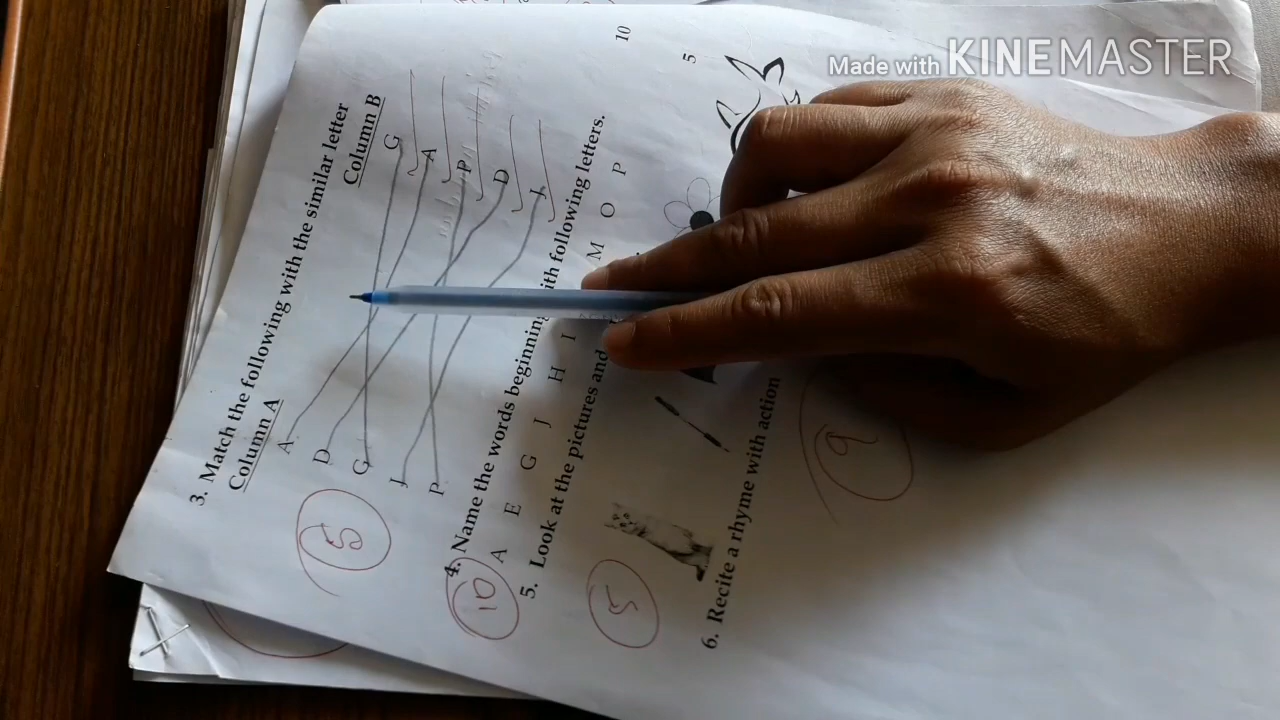 Made with KINEMASTER
3. Match the following with the similar letter
Column A Column B
A G
D A
G P
J D
P J
5
4. Name the words beginning with following letters. 10
A E G J H I M O P
10
5. Look at the pictures and 5
5
6. Recite a rhyme with action
9